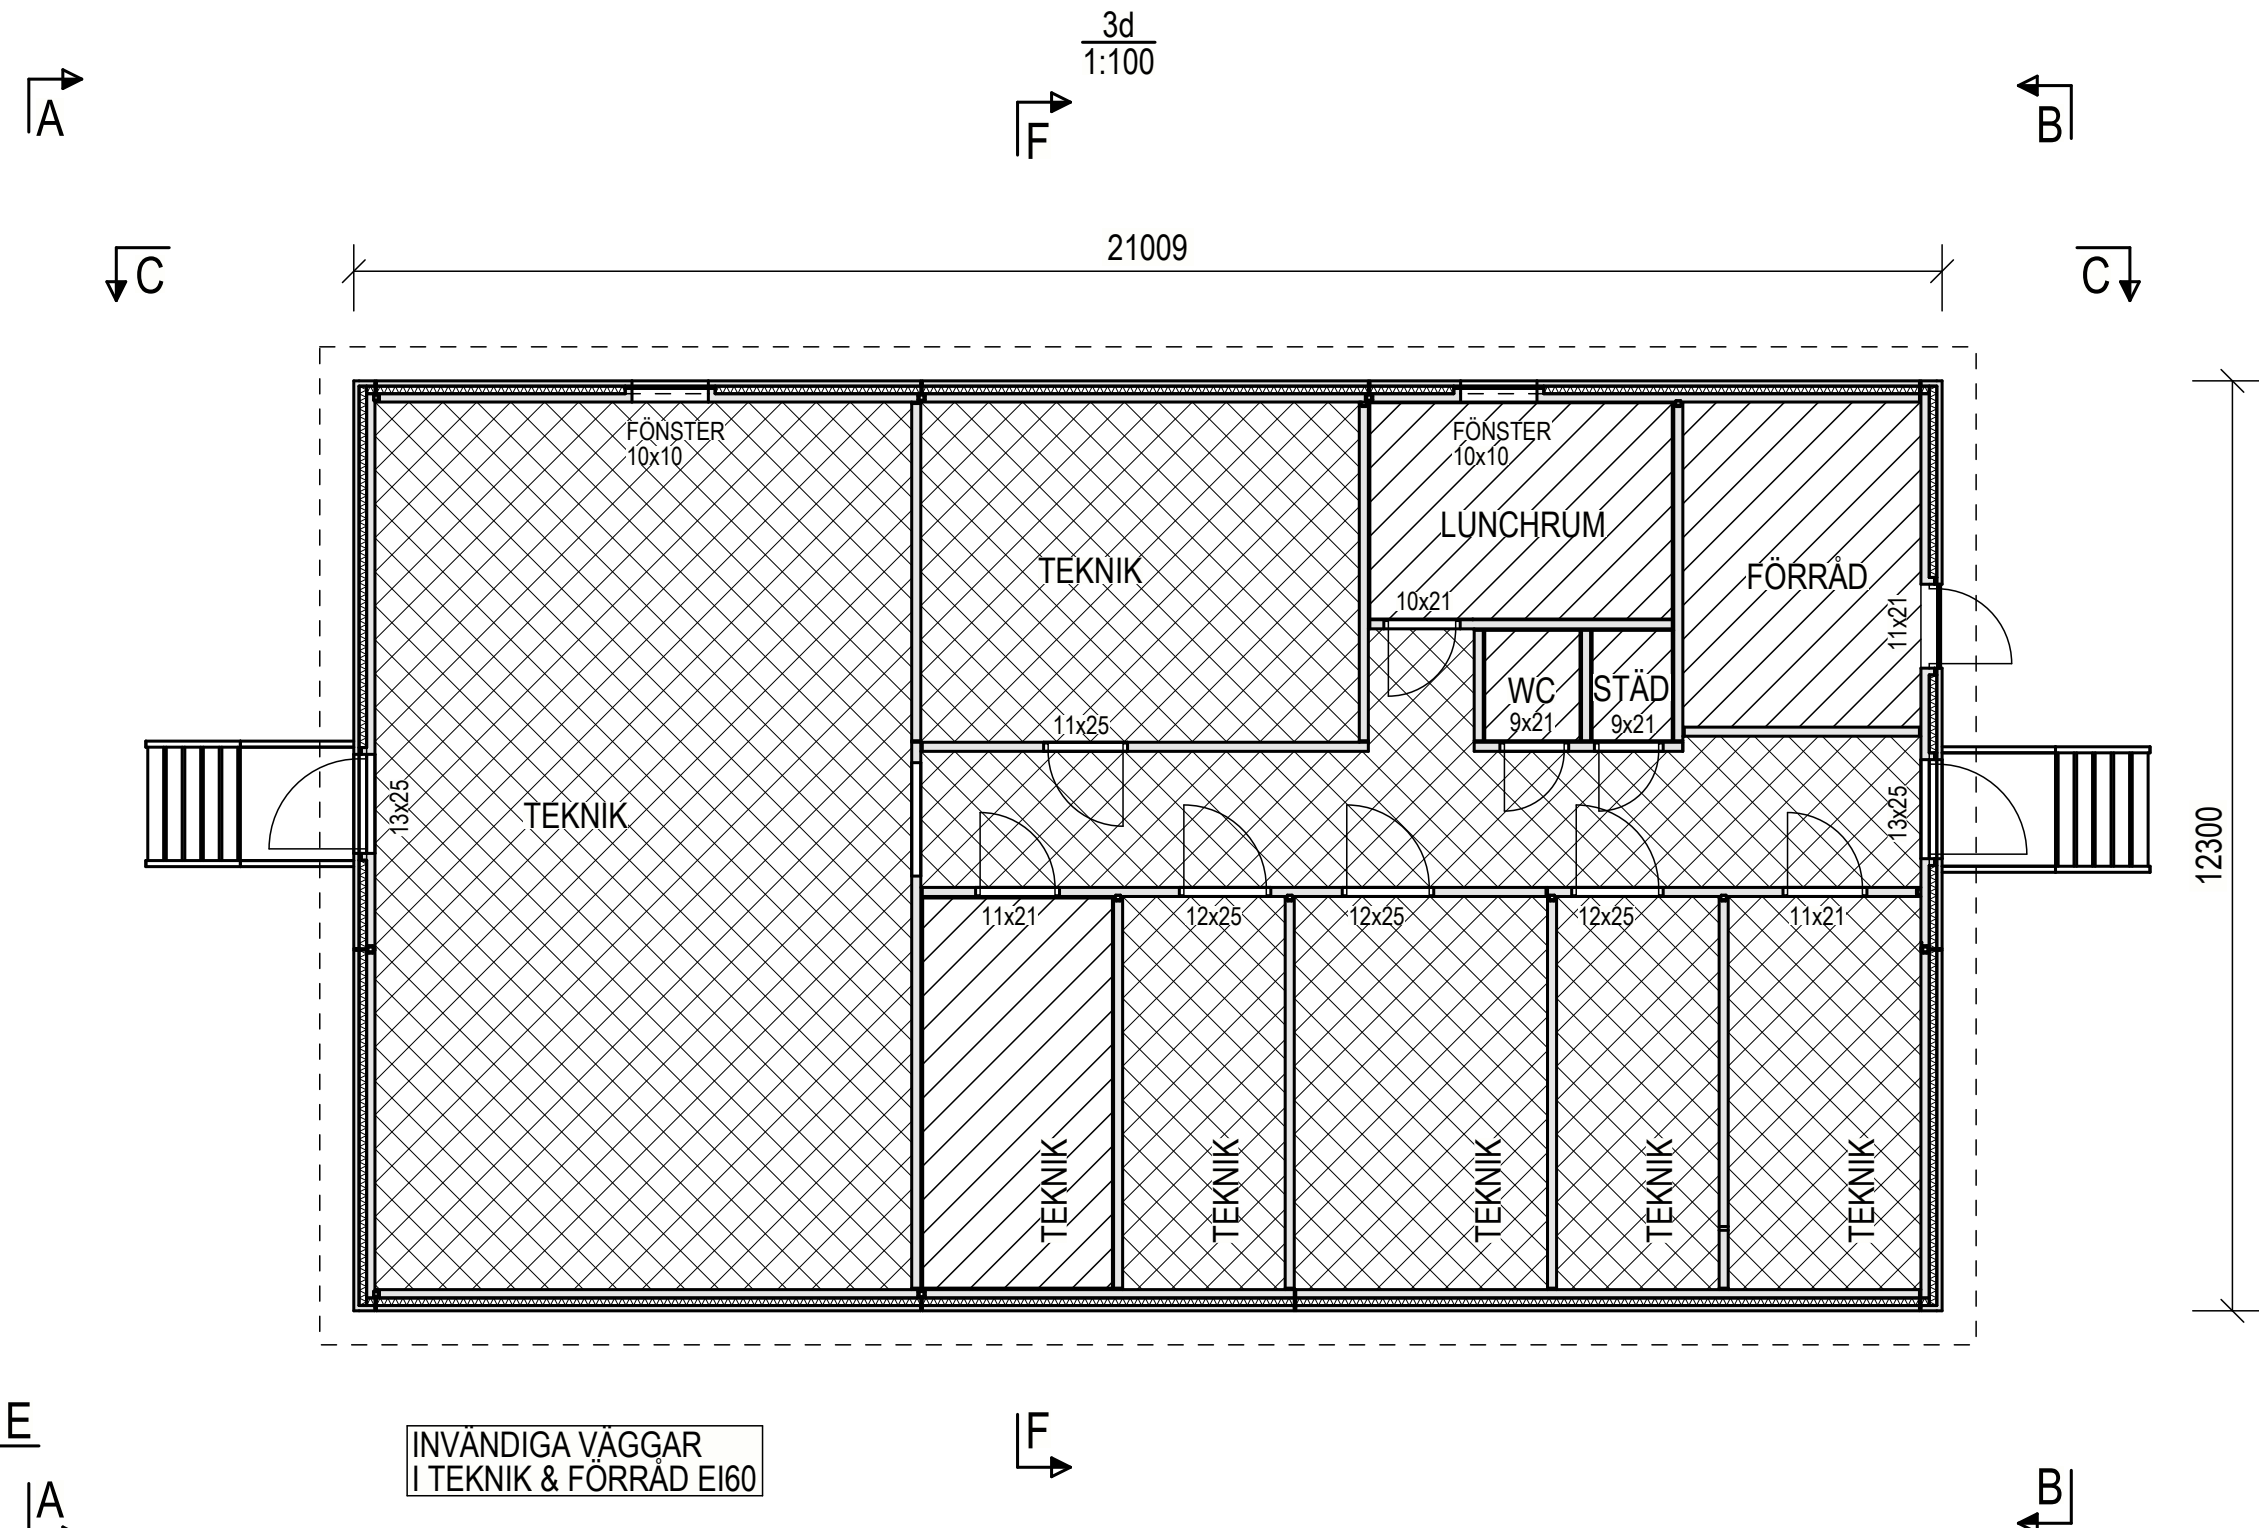 3d
1:100
A
F
B
C
21009
C
FÖNSTER
10x10
FÖNSTER
10x10
LUNCHRUM
TEKNIK
FÖRRÅD
10x21
11x21
WC
9x21
STÄD
9x21
11x25
13x25
TEKNIK
13x25
12300
11x21
12x25
12x25
12x25
11x21
TEKNIK
TEKNIK
TEKNIK
TEKNIK
TEKNIK
E
INVÄNDIGA VÄGGAR
I TEKNIK & FÖRRÅD EI60
F
A
B